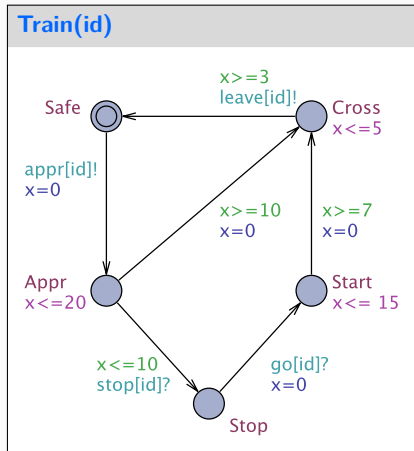 Train(id)
x>=3
leave[id]!
Safe
Cross
x<=5
appr[id]!
x=0
x>=10
x=0
x>=7
x=0
Appr
x<=20
Start
x<= 15
x<=10
stop[id]?
go[id]?
x=0
Stop